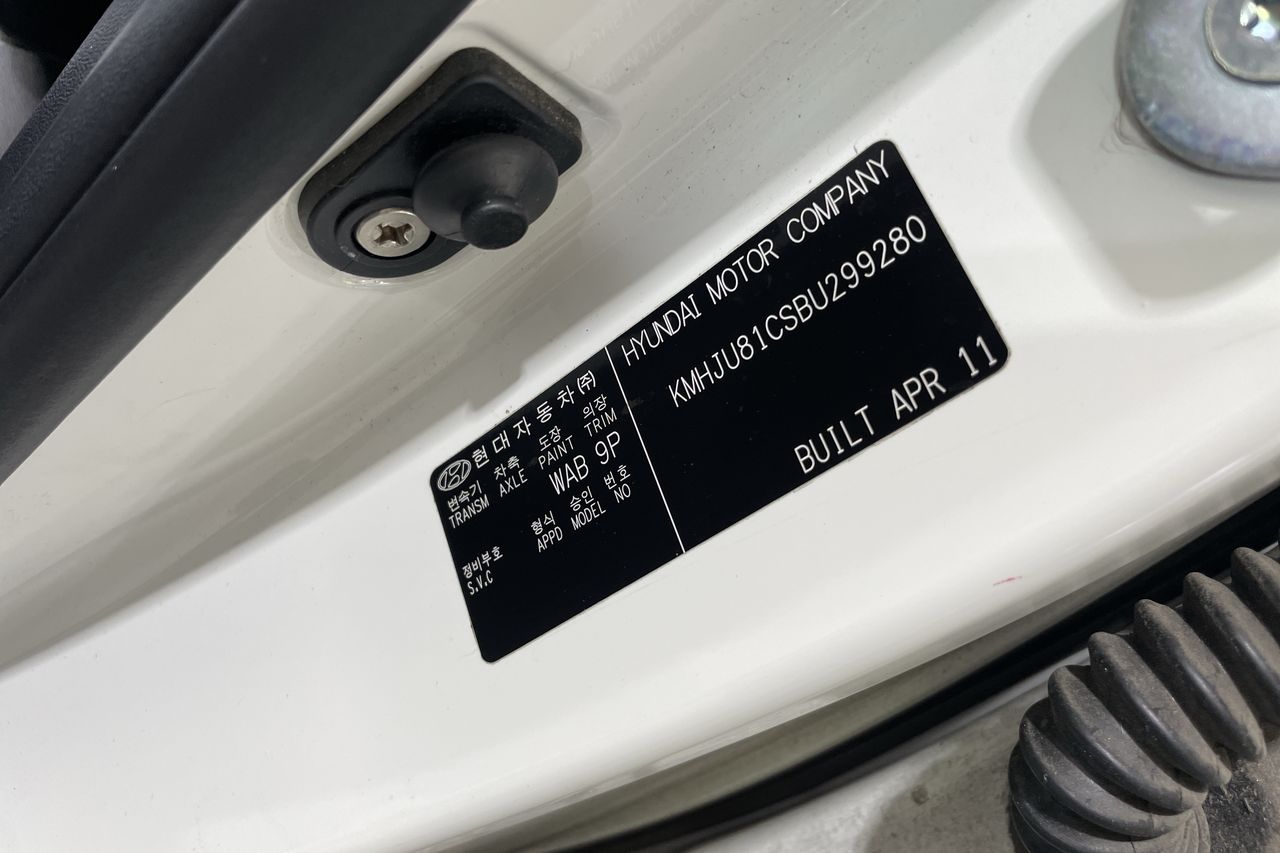 현대자동차(주)
변속기 차축 도장 의장
TRANSM AXLE PAINT TRIM
WAB 9P
형식 승인 번호
APPD MODEL NO
정비부호
S.V.C
HYUNDAI MOTOR COMPANY
KMHJU81CSBU299280
BUILT APR 11